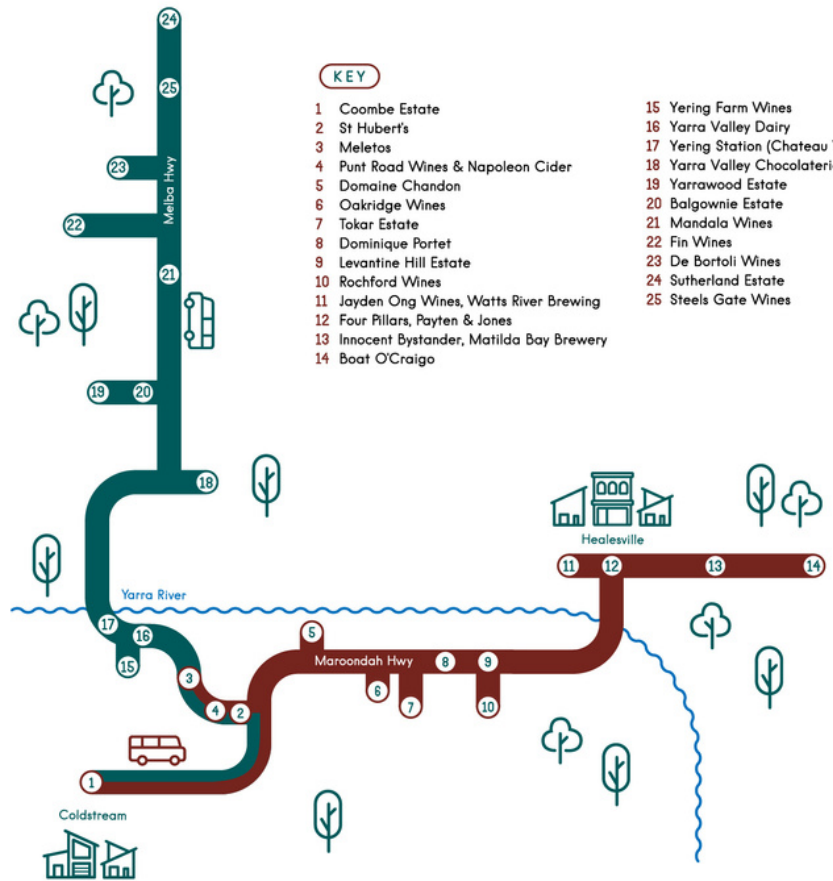 KEY
1 Coombe Estate
2 St Hubert's
3 Meletos
4 Punt Road Wines & Napoleon Cider
5 Domaine Chandon
6 Oakridge Wines
7 Tokar Estate
8 Dominique Portet
9 Levantine Hill Estate
10 Rochford Wines
11 Jayden Ong Wines, Watts River Brewing
12 Four Pillars, Payten & Jones
13 Innocent Bystander, Matilda Bay Brewery
14 Boat O'Craigo
15 Yering Farm Wines
16 Yarra Valley Dairy
17 Yering Station (Chateau
18 Yarra Valley Chocolateri
19 Yarrawood Estate
20 Balgownie Estate
21 Mandala Wines
22 Fin Wines
23 De Bortoli Wines
24 Sutherland Estate
25 Steels Gate Wines
24
25
23
Melba Hwy
22
21
19 20
18
Healesville
11 12 13 14
Yarra River
17 16
15
5
Maroondah Hwy
8 9
3
6
7
10
4 2
1
Coldstream